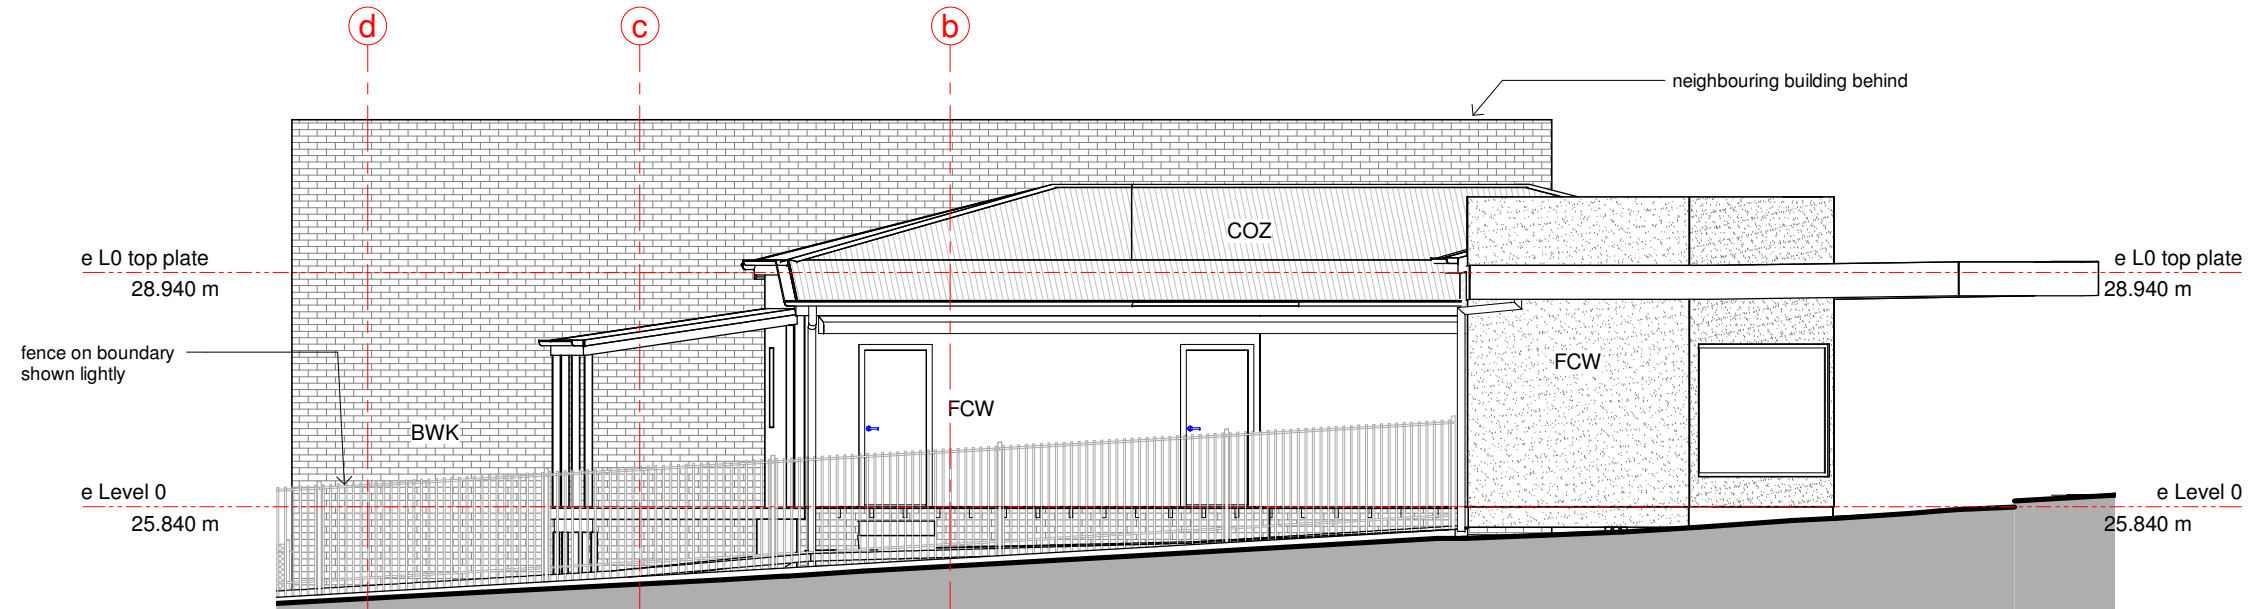 d
c
b
neighbouring building behind
COZ
e L0 top plate
28.940 m
e L0 top plate
28.940 m
fence on boundary
shown lightly
FCW
FCW
BWK
e Level 0
25.840 m
e Level 0
25.840 m